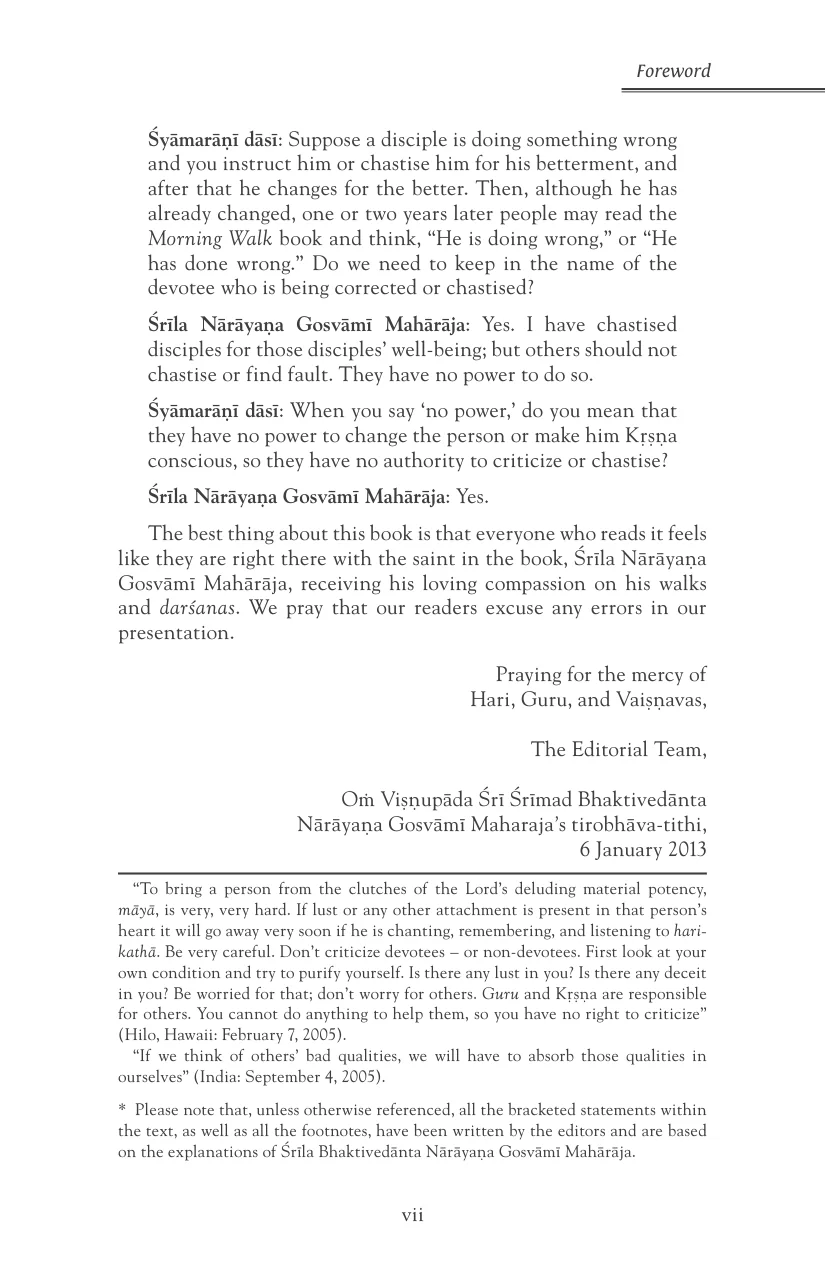 Foreword
Śyāmarāṇī dāsī: Suppose a disciple is doing something wrong
and you instruct him or chastise him for his betterment, and
after that he changes for the better. Then, although he has
already changed, one or two years later people may read the
Morning Walk book and think, “He is doing wrong,” or “He
has done wrong.” Do we need to keep in the name of the
devotee who is being corrected or chastised?
Śrīla Nārāyaṇa Gosvāmī Mahārāja: Yes. I have chastised
disciples for those disciples’ well-being; but others should not
chastise or find fault. They have no power to do so.
Śyāmarāṇī dāsī: When you say ‘no power,’ do you mean that
they have no power to change the person or make him Kṛṣṇa
conscious, so they have no authority to criticize or chastise?
Śrīla Nārāyaṇa Gosvāmī Mahārāja: Yes.
The best thing about this book is that everyone who reads it feels
like they are right there with the saint in the book, Śrīla Nārāyaṇa
Gosvāmī Mahārāja, receiving his loving compassion on his walks
and darśanas. We pray that our readers excuse any errors in our
presentation.
Praying for the mercy of
Hari, Guru, and Vaiṣṇavas,
The Editorial Team,
Oṁ Viṣṇupāda Śrī Śrīmad Bhaktivedānta
Nārāyaṇa Gosvāmī Maharaja’s tirobhāva-tithi,
6 January 2013
“To bring a person from the clutches of the Lord’s deluding material potency,
māyā, is very, very hard. If lust or any other attachment is present in that person’s
heart it will go away very soon if he is chanting, remembering, and listening to hari-
kathā. Be very careful. Don’t criticize devotees – or non-devotees. First look at your
own condition and try to purify yourself. Is there any lust in you? Is there any deceit
in you? Be worried for that; don’t worry for others. Guru and Kṛṣṇa are responsible
for others. You cannot do anything to help them, so you have no right to criticize”
(Hilo, Hawaii: February 7, 2005).
“If we think of others’ bad qualities, we will have to absorb those qualities in
ourselves” (India: September 4, 2005).
* Please note that, unless otherwise referenced, all the bracketed statements within
the text, as well as all the footnotes, have been written by the editors and are based
on the explanations of Śrīla Bhaktivedānta Nārāyaṇa Gosvāmī Mahārāja.
vii